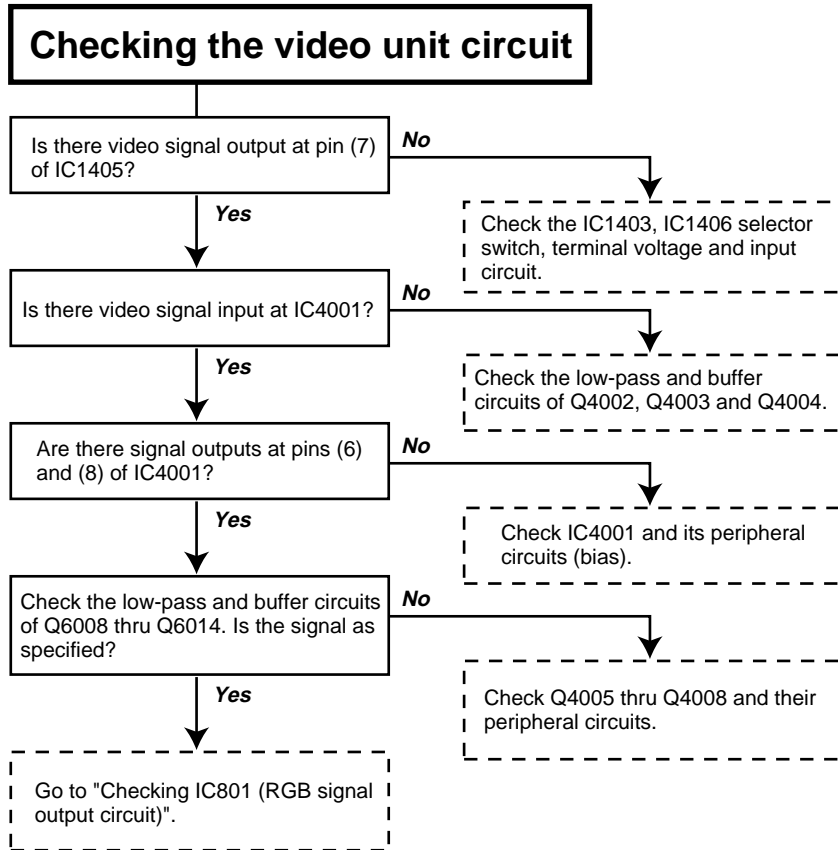 Checking the video unit circuit
Is there video signal output at pin (7)
of IC1405?
No
Yes
Check the IC1403, IC1406 selector
switch, terminal voltage and input
circuit.
Is there video signal input at IC4001?
No
Yes
Check the low-pass and buffer
circuits of Q4002, Q4003 and Q4004.
Are there signal outputs at pins (6)
and (8) of IC4001?
No
Yes
Check IC4001 and its peripheral
circuits (bias).
Check the low-pass and buffer circuits
of Q6008 thru Q6014. Is the signal as
specified?
No
Yes
Check Q4005 thru Q4008 and their
peripheral circuits.
Go to "Checking IC801 (RGB signal
output circuit)".